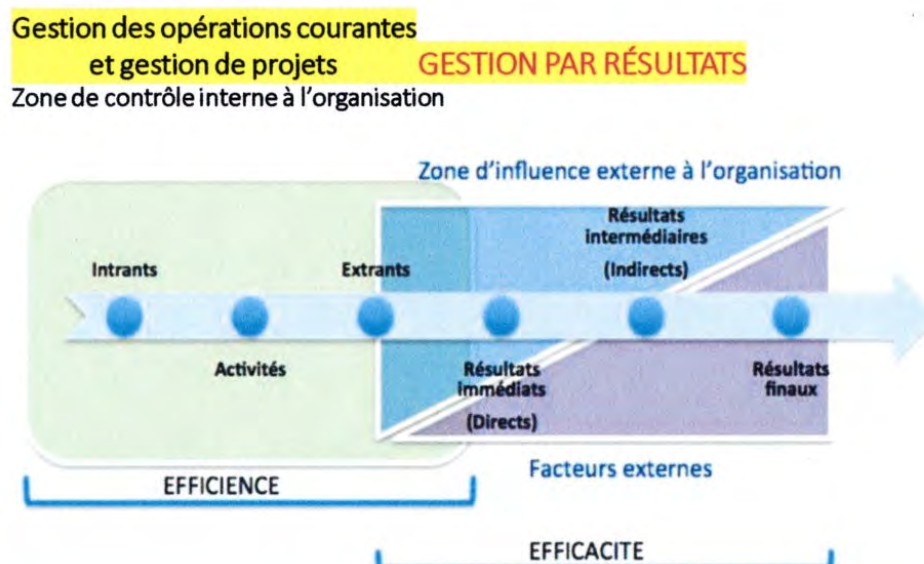 Gestion des opérations courantes
et gestion de projets
GESTION PAR RÉSULTATS
Zone de contrôle interne à l'organisation
Zone d'influence externe à l'organisation
Résultats
intermédiaires
(Indirects)
Intrants
Extrants
Activités
Résultats
immédiats
(Directs)
Résultats
finaux
Facteurs externes
EFFICIENCE
EFFICACITE